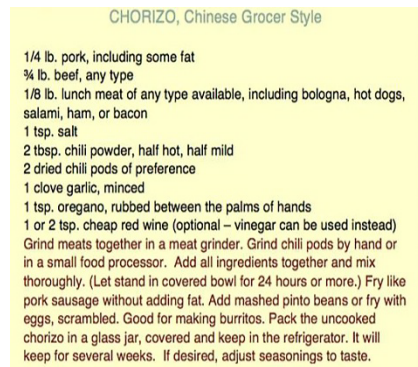 CHORIZO, Chinese Grocer Style
1/4 lb. pork, including some fat
¾ lb. beef, any type
1/8 lb. lunch meat of any type available, including bologna, hot dogs,
salami, ham, or bacon
1 tsp. salt
2 tbsp. chili powder, half hot, half mild
2 dried chili pods of preference
1 clove garlic, minced
1 tsp. oregano, rubbed between the palms of hands
1 or 2 tsp. cheap red wine (optional – vinegar can be used instead)
Grind meats together in a meat grinder. Grind chili pods by hand or
in a small food processor.  Add all ingredients together and mix
thoroughly. (Let stand in covered bowl for 24 hours or more.) Fry like
pork sausage without adding fat. Add mashed pinto beans or fry with
eggs, scrambled. Good for making burritos. Pack the uncooked
chorizo in a glass jar, covered and keep in the refrigerator. It will
keep for several weeks.  If desired, adjust seasonings to taste.